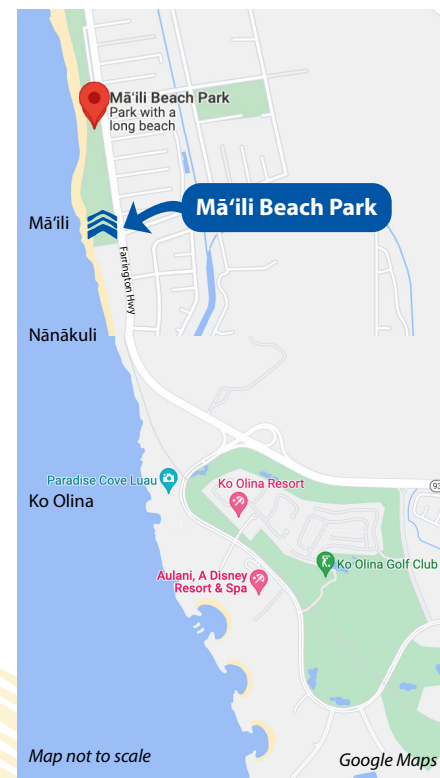 Mā‘ili Beach Park
Park with a
long beach
Mā‘ili Beach Park
Mā‘ili
Farrington Hwy
Nānākuli
93
Paradise Cove Luau
Ko Olina Resort
Ko Olina
Ko Olina Golf Club
Aulani, A Disney
Resort & Spa
Map not to scale
Google Maps